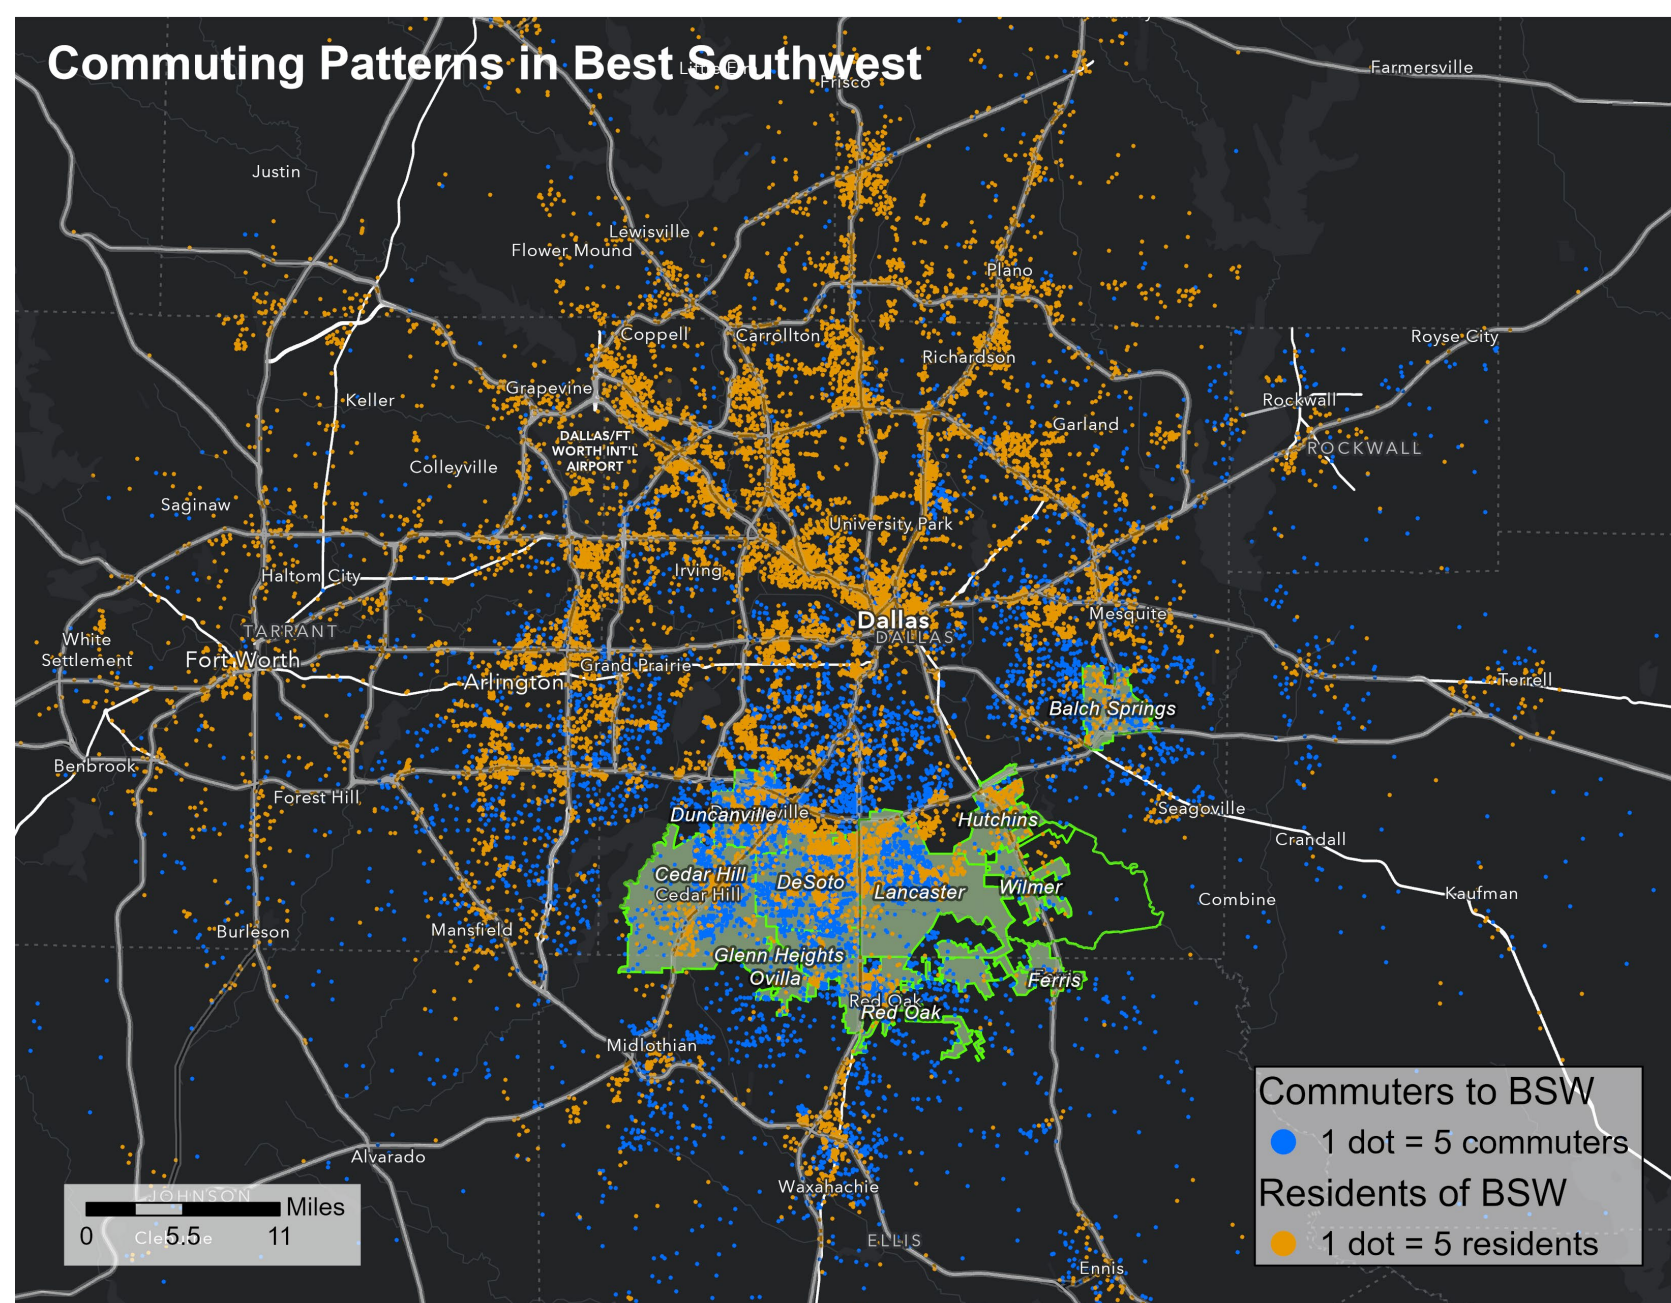 Commuting Patterns in Best Southwest
Frisco
Farmersville
Justin
Lewisville
Flower Mound
Plano
Coppell
Carrollton
Royse City
Richardson
Grapevine
Keller
Rockwall
Garland
DALLAS/FT
WORTH INT'L
AIRPORT
ROCKWALL
Colleyville
Saginaw
University Park
Irving
Haltom City
Mesquite
Dallas
DALLAS
TARRANT
White
Settlement
Fort Worth
Grand Prairie
Arlington
Terrell
Balch Springs
Benbrook
Forest Hill
Seagoville
Duncanville
Hutchins
Crandall
Cedar Hill
Cedar Hill
DeSoto
Lancaster
Wilmer
Combine
Kaufman
Burleson
Mansfield
Glenn Heights
Ovilla
Ferris
Red Oak
Red Oak
Midlothian
Commuters to BSW
1 dot = 5 commuters
Residents of BSW
1 dot = 5 residents
Alvarado
Waxahachie
JOHNSON
Miles
0 5.5 11
ELLIS
Ennis